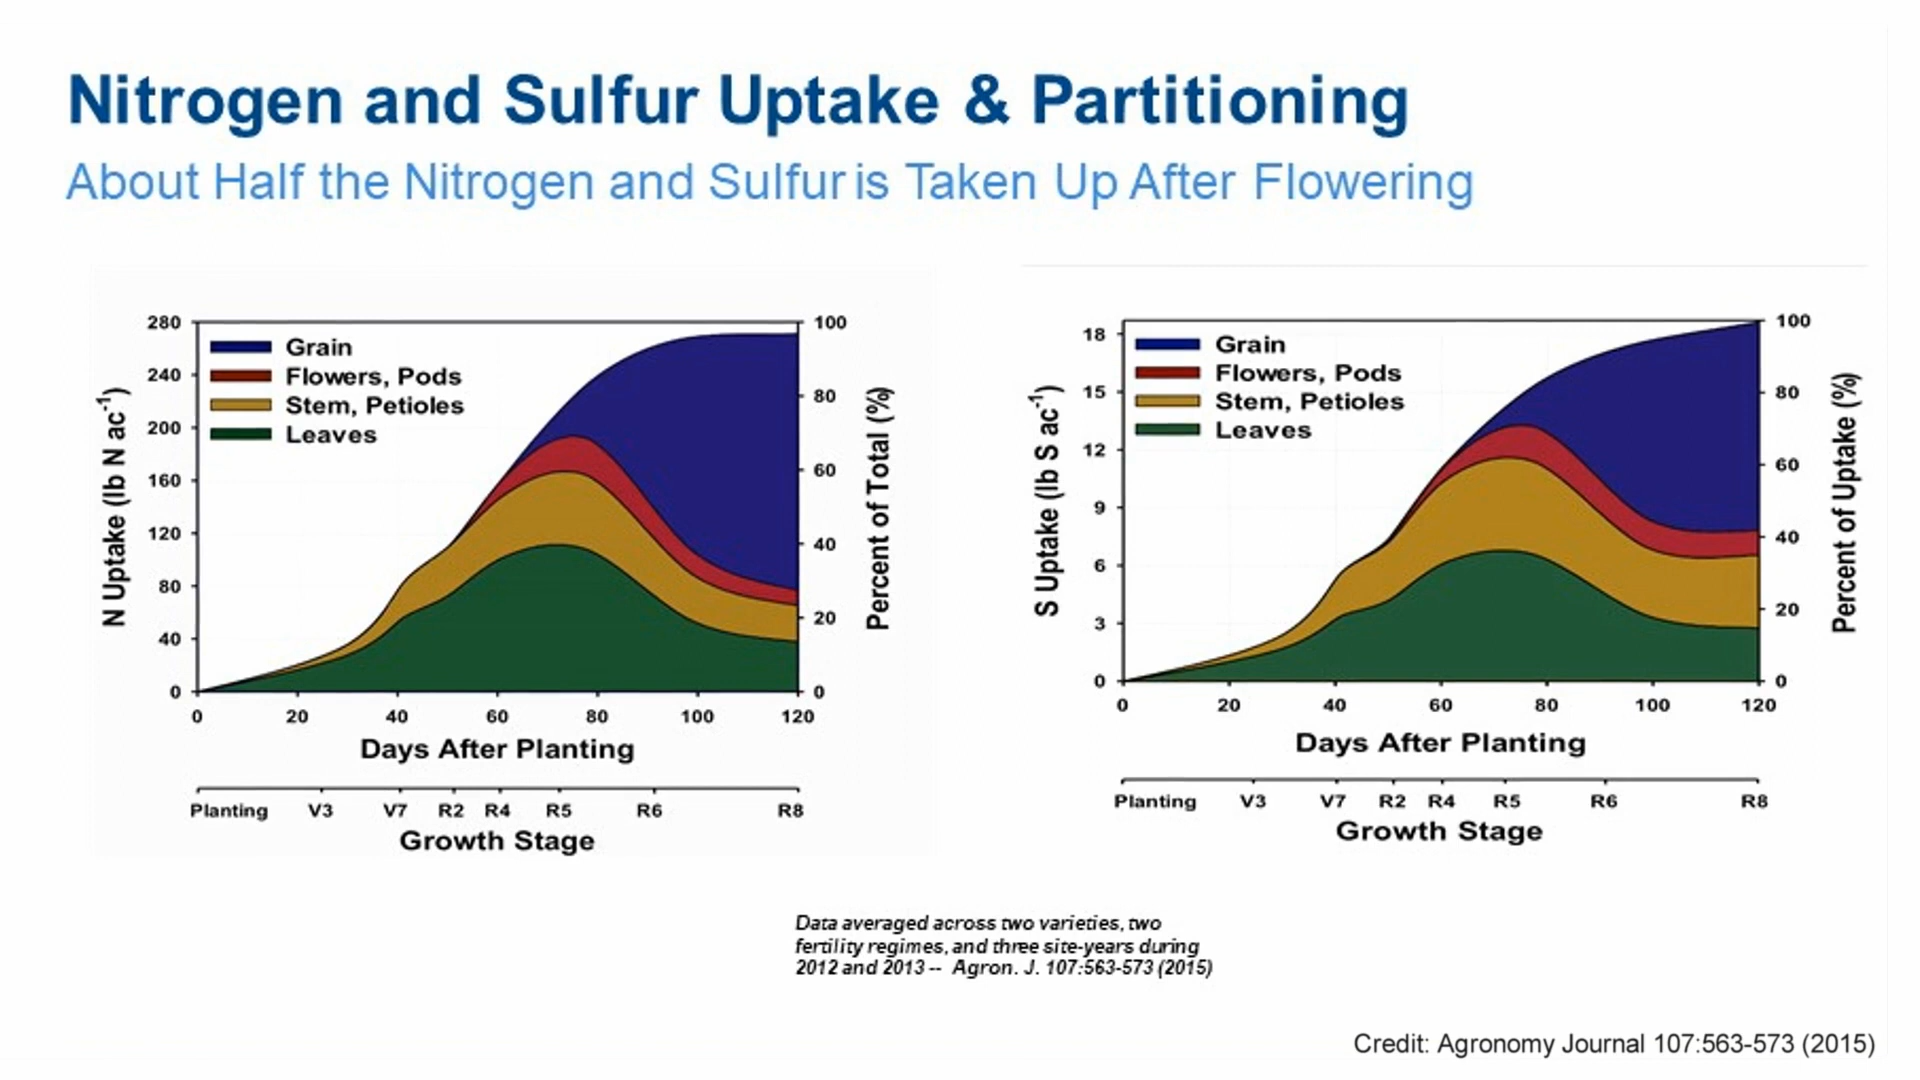 Nitrogen and Sulfur Uptake & Partitioning
About Half the Nitrogen and Sulfur is Taken Up After Flowering
N Uptake (lb N ac-1)
280
240
200
160
120
80
40
0
Grain
Flowers, Pods
Stem, Petioles
Leaves
100
80
60
40
20
0
Percent of Total (%)
0 20 40 60 80 100 120
Days After Planting
Planting V3 V7 R2 R4 R5 R6 R8
Growth Stage
S Uptake (lb S ac-1)
18
15
12
9
6
3
0
Grain
Flowers, Pods
Stem, Petioles
Leaves
100
80
60
40
20
0
Percent of Uptake (%)
0 20 40 60 80 100 120
Days After Planting
Planting V3 V7 R2 R4 R5 R6 R8
Growth Stage
Data averaged across two varieties, two
fertility regimes, and three site-years during
2012 and 2013 -- Agron. J. 107:563-573 (2015)
Credit: Agronomy Journal 107:563-573 (2015)